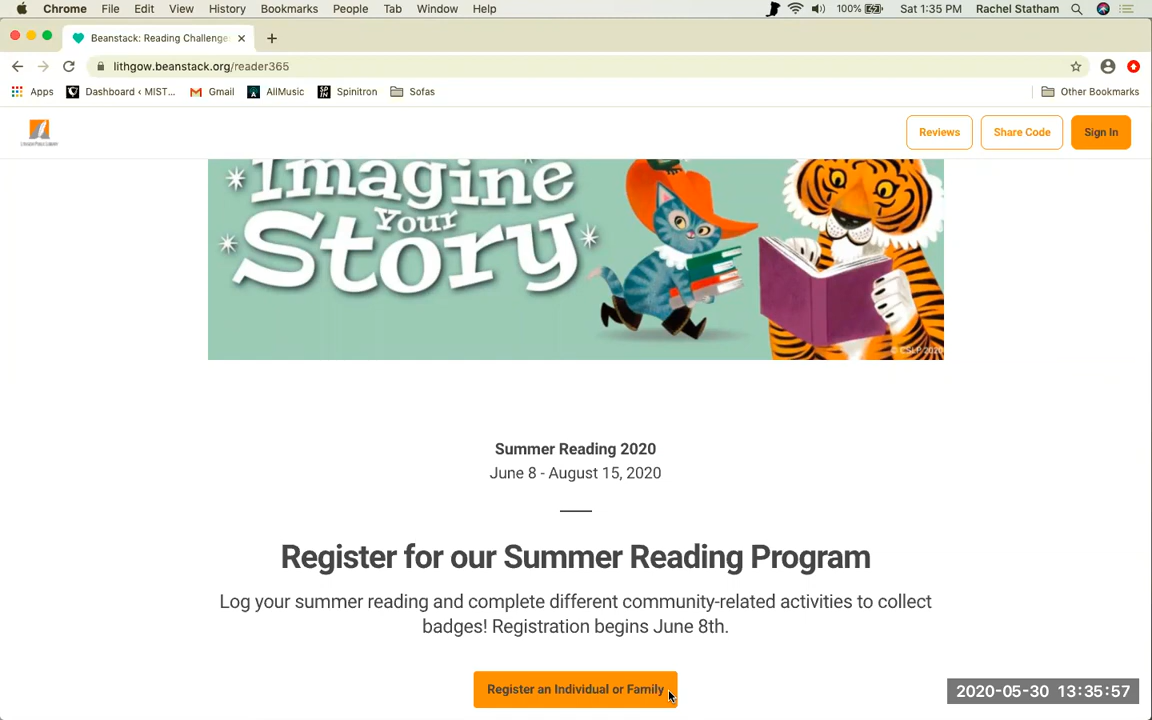 Chrome File Edit View History Bookmarks People Tab Window Help 100% Sat 1:35 PM Rachel Statham
Beanstack: Reading Challenge
lithgow.beanstack.org/reader365
Apps Dashboard ‹ MIST... Gmail AllMusic Spinitron Sofas Other Bookmarks
Reviews Share Code Sign In
Imagine
Your
Story
© CSLP 2020
Summer Reading 2020
June 8 - August 15, 2020
Register for our Summer Reading Program
Log your summer reading and complete different community-related activities to collect
badges! Registration begins June 8th.
Register an Individual or Family
2020-05-30 13:35:57